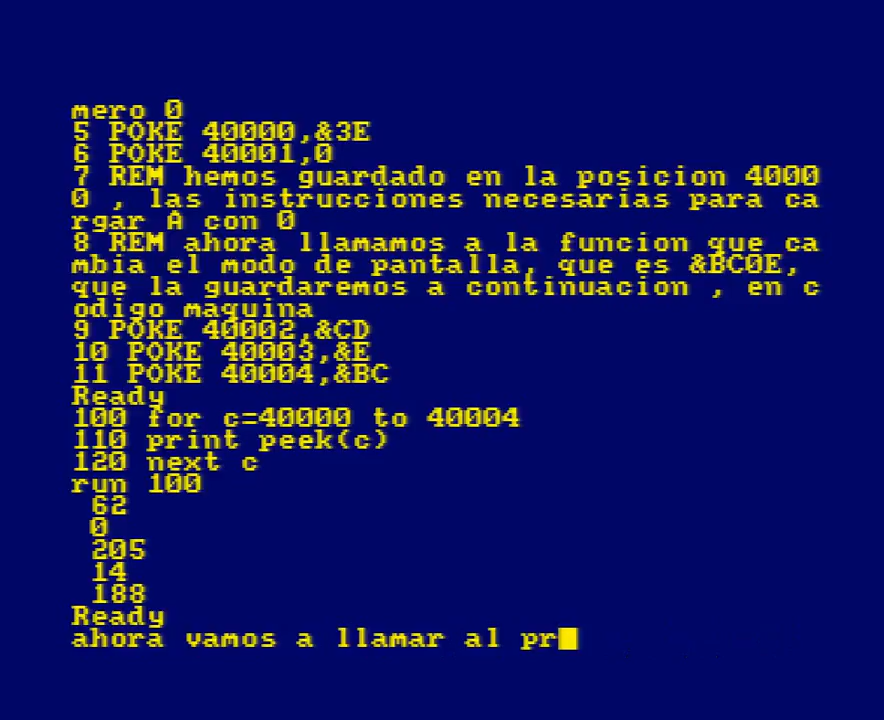 mero 0
5 POKE 40000,&3E
6 POKE 40001,0
7 REM hemos guardado en la posicion 4000
0 , las instrucciones necesarias para ca
rgar A con 0
8 REM ahora llamamos a la funcion que ca
mbia el modo de pantalla, que es &BC0E,
que la guardaremos a continuacion , en c
odigo maquina
9 POKE 40002,&CD
10 POKE 40003,&E
11 POKE 40004,&BC
Ready
100 for c=40000 to 40004
110 print peek(c)
120 next c
run 100
62
0
205
14
188
Ready
ahora vamos a llamar al pr